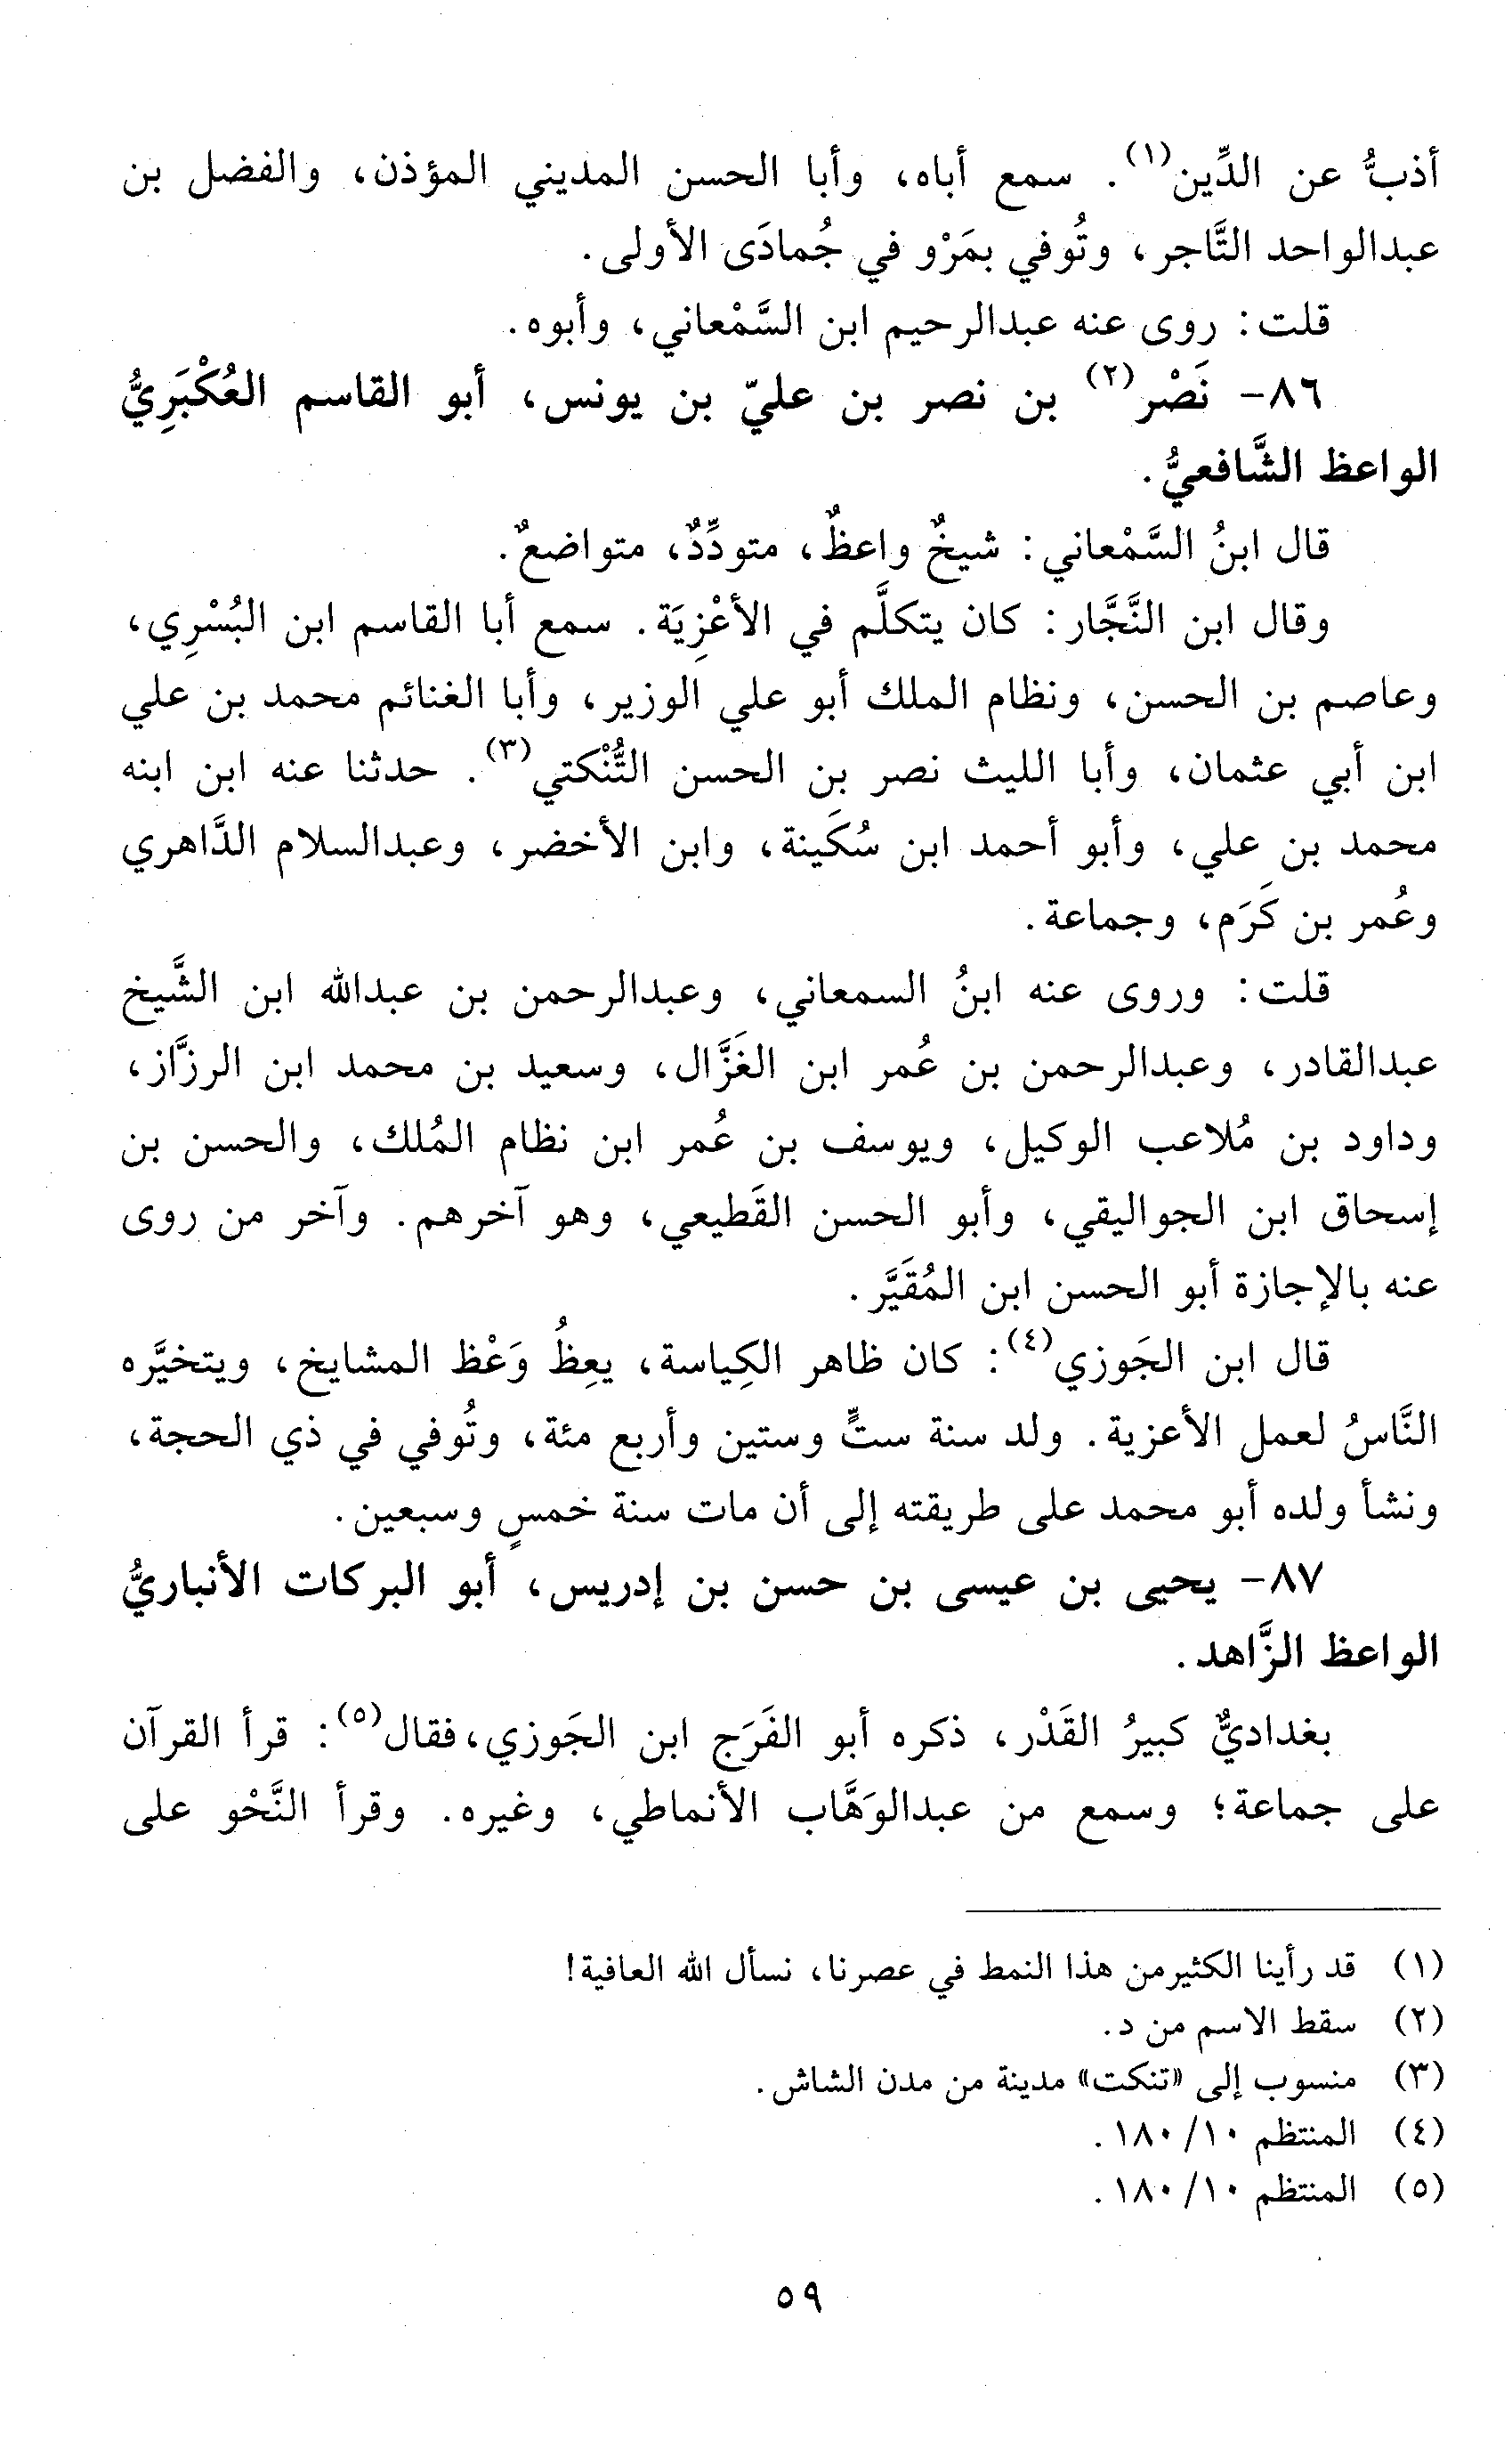 أذبُّ عن الدِّين(١). سمع أباه، وأبا الحسن المديني المؤذن، والفضل بن
عبدالواحد التَّاجر، وتُوفي بمَرْو في جُمادَى الأولى.
قلت: روى عنه عبدالرحيم ابن السَّمْعاني، وأبوه.
٨٦- نَصْر(٢) بن نصر بن عليّ بن يونس، أبو القاسم العُكْبَرِيُّ
الواعظ الشَّافعيُّ.
قال ابنُ السَّمْعاني: شيخٌ واعظٌ، متودِّدٌ، متواضعٌ.
وقال ابن النَّجَّار: كان يتكلَّم في الأعْزِيَة. سمع أبا القاسم ابن البُسْرِي،
وعاصم بن الحسن، ونظام الملك أبو علي الوزير، وأبا الغنائم محمد بن علي
ابن أبي عثمان، وأبا الليث نصر بن الحسن التُّنْكتي(٣). حدثنا عنه ابن ابنه
محمد بن علي، وأبو أحمد ابن سُكَينة، وابن الأخضر، وعبدالسلام الدَّاهري
وعُمر بن كَرَم، وجماعة.
قلت: وروى عنه ابنُ السمعاني، وعبدالرحمن بن عبدالله ابن الشَّيخ
عبدالقادر، وعبدالرحمن بن عُمر ابن الغَزَّال، وسعيد بن محمد ابن الرزَّاز،
وداود بن مُلاعب الوكيل، ويوسف بن عُمر ابن نظام المُلك، والحسن بن
إسحاق ابن الجواليقي، وأبو الحسن القَطيعي، وهو آخرهم. وآخر من روى
عنه بالإجازة أبو الحسن ابن المُقَيَّر.
قال ابن الجَوزي(٤): كان ظاهر الكِياسة، يعِظُ وَعْظ المشايخ، ويتخيَّره
النَّاسُ لعمل الأعزية. ولد سنة ستٍّ وستين وأربع مئة، وتُوفي في ذي الحجة،
ونشأ ولده أبو محمد على طريقته إلى أن مات سنة خمسٍ وسبعين.
٨٧- يحيى بن عيسى بن حسن بن إدريس، أبو البركات الأنباريُّ
الواعظ الزَّاهد.
بغداديٌّ كبيرُ القَدْر، ذكره أبو الفَرَج ابن الجَوزي، فقال(٥): قرأ القرآن
على جماعة؛ وسمع من عبدالوَهَّاب الأنماطي، وغيره. وقرأ النَّحْو على
(١) قد رأينا الكثير من هذا النمط في عصرنا، نسأل الله العافية!
(٢) سقط الاسم من د.
(٣) منسوب إلى «تنكت» مدينة من مدن الشاش.
(٤) المنتظم ١٠/ ١٨٠.
(٥) المنتظم ١٠/ ١٨٠.
٥٩